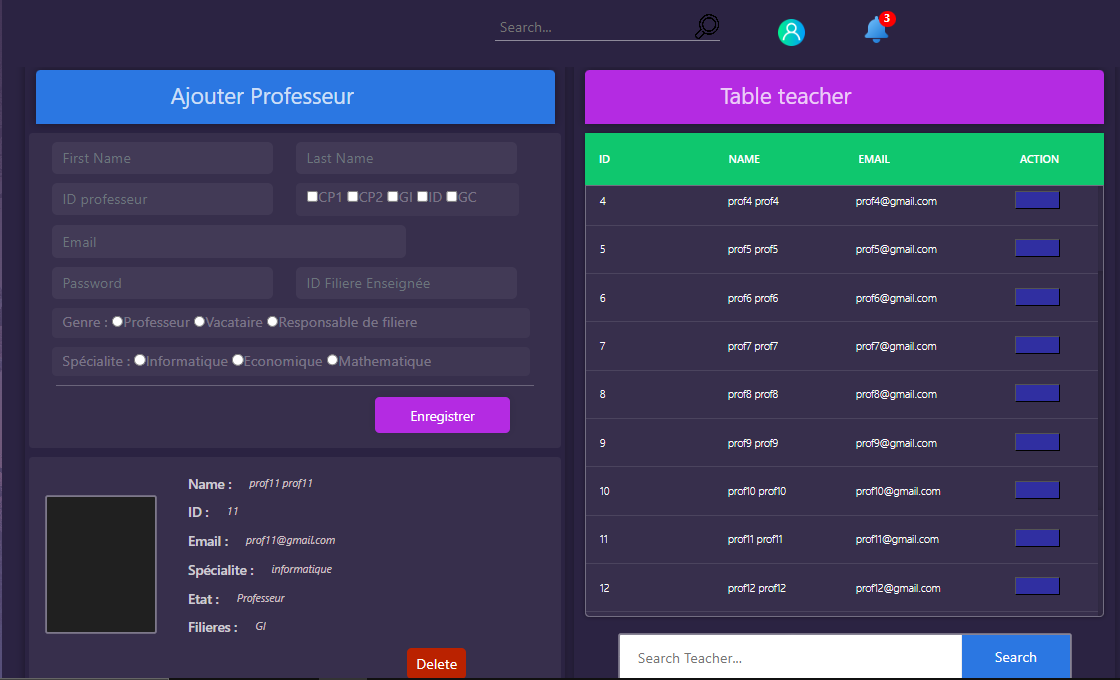 Search...
3
Ajouter Professeur
First Name Last Name
ID professeur CP1 CP2 GI ID GC
Email
Password ID Filiere Enseignée
Genre : Professeur Vacataire Responsable de filiere
Spécialite : Informatique Economique Mathematique
Enregistrer
Name : prof11 prof11
ID : 11
Email : prof11@gmail.com
Spécialite : informatique
Etat : Professeur
Filieres : GI
Delete
Table teacher
ID NAME EMAIL ACTION
4 prof4 prof4 prof4@gmail.com
5 prof5 prof5 prof5@gmail.com
6 prof6 prof6 prof6@gmail.com
7 prof7 prof7 prof7@gmail.com
8 prof8 prof8 prof8@gmail.com
9 prof9 prof9 prof9@gmail.com
10 prof10 prof10 prof10@gmail.com
11 prof11 prof11 prof11@gmail.com
12 prof12 prof12 prof12@gmail.com
Search Teacher... Search